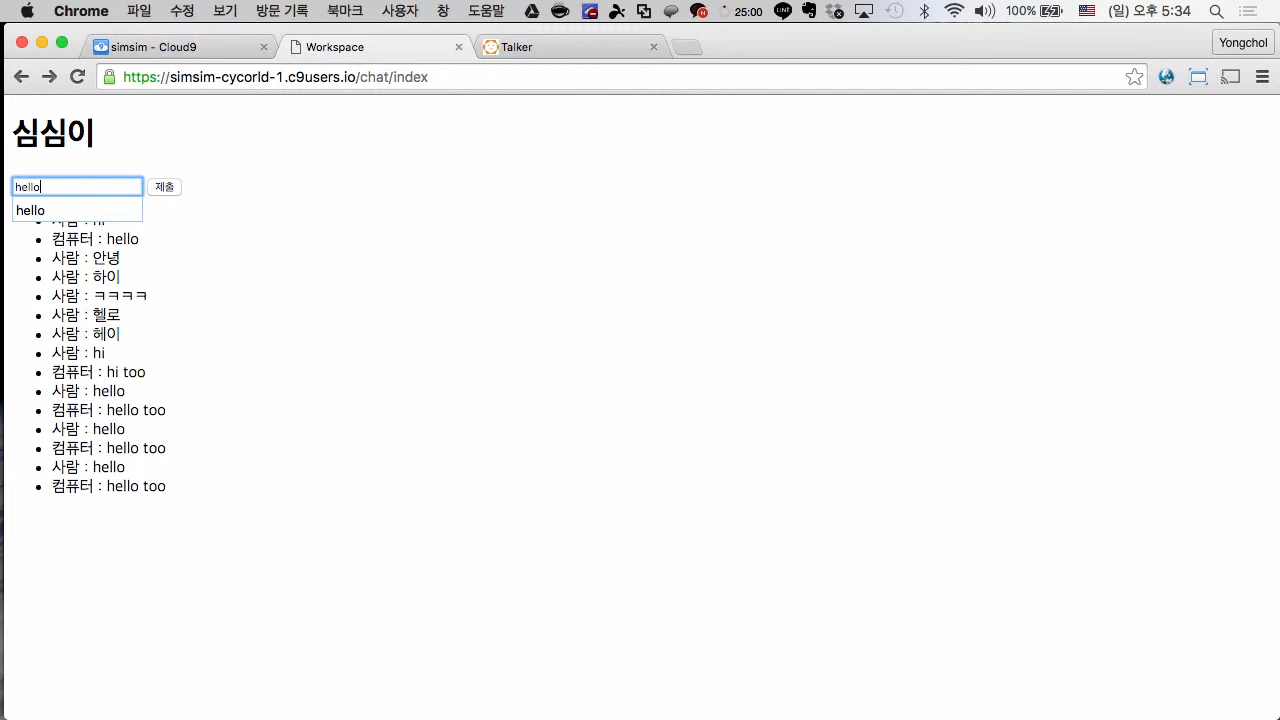 Chrome 파일 수정 보기 방문 기록 북마크 사용자 창 도움말 25:00 LINE 100% (일) 오후 5:34
simsim - Cloud9 Workspace Talker Yongchol
https://simsim-cycorld-1.c9users.io/chat/index
심심이
hello 제출
hello
컴퓨터 : hello
사람 : 안녕
사람 : 하이
사람 : ㅋㅋㅋㅋ
사람 : 헬로
사람 : 헤이
사람 : hi
컴퓨터 : hi too
사람 : hello
컴퓨터 : hello too
사람 : hello
컴퓨터 : hello too
사람 : hello
컴퓨터 : hello too